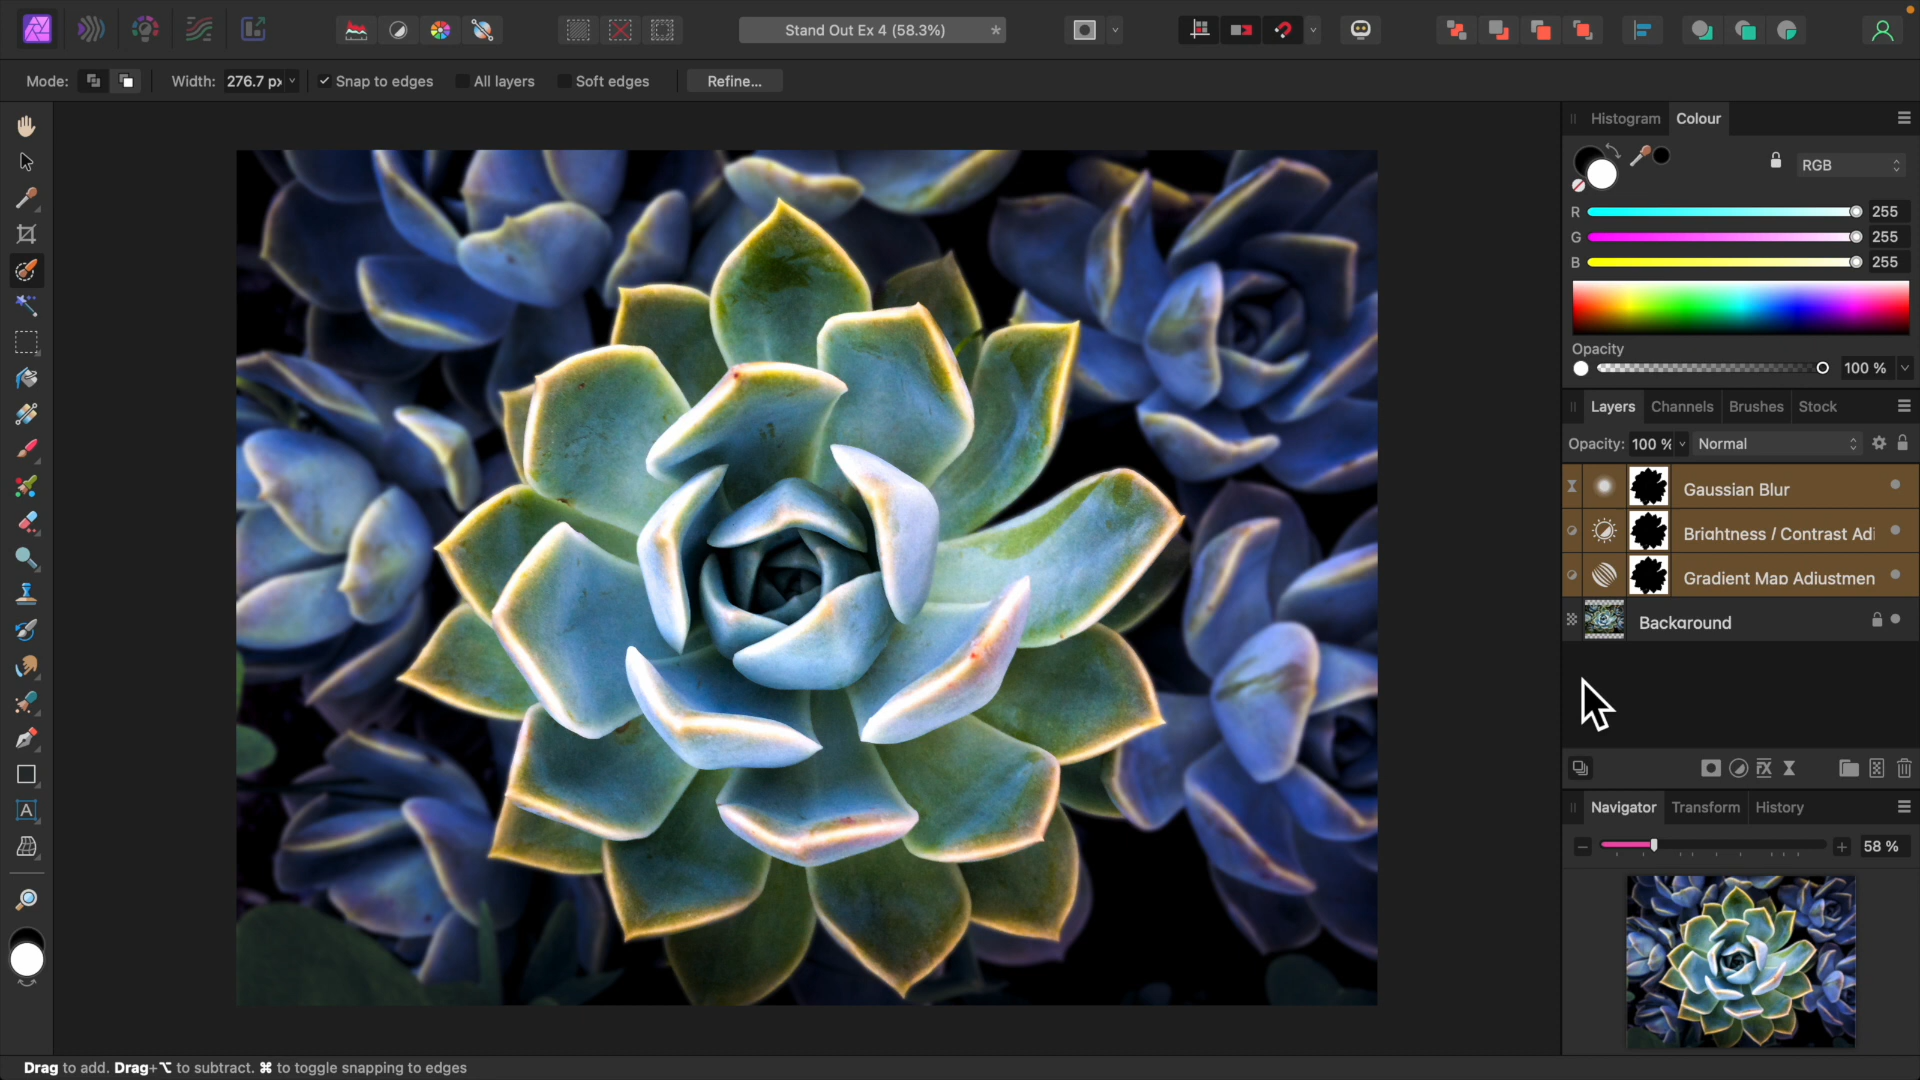 Stand Out Ex 4 (58.3%) *
Mode: Width: 276.7 px Snap to edges All layers Soft edges Refine...
Histogram Colour
RGB
R 255
G 255
B 255
Opacity
100 %
Layers Channels Brushes Stock
Opacity: 100 % Normal
Gaussian Blur
Brightness / Contrast Adj
Gradient Map Adjustmen
Background
fx
Navigator Transform History
58 %
A
Drag to add. Drag+⌥ to subtract. ⌘ to toggle snapping to edges